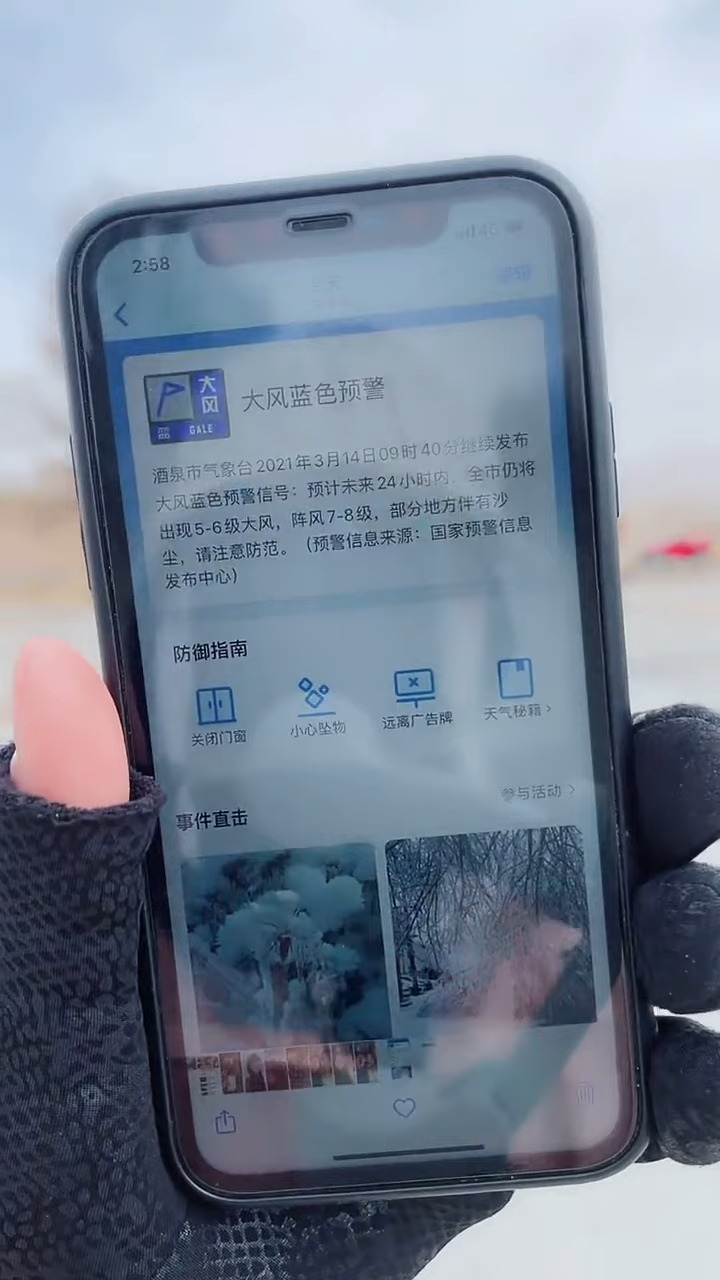 2:58
大风
GALE
大风蓝色预警
酒泉市气象台2021年3月14日09时40分继续发布
大风蓝色预警信号：预计未来24小时内，全市仍将
出现5-6级大风，阵风7-8级，部分地方伴有沙
尘，请注意防范。（预警信息来源：国家预警信息
发布中心）
防御指南
关闭门窗
小心坠物
远离广告牌
天气秘籍
事件直击
参与活动